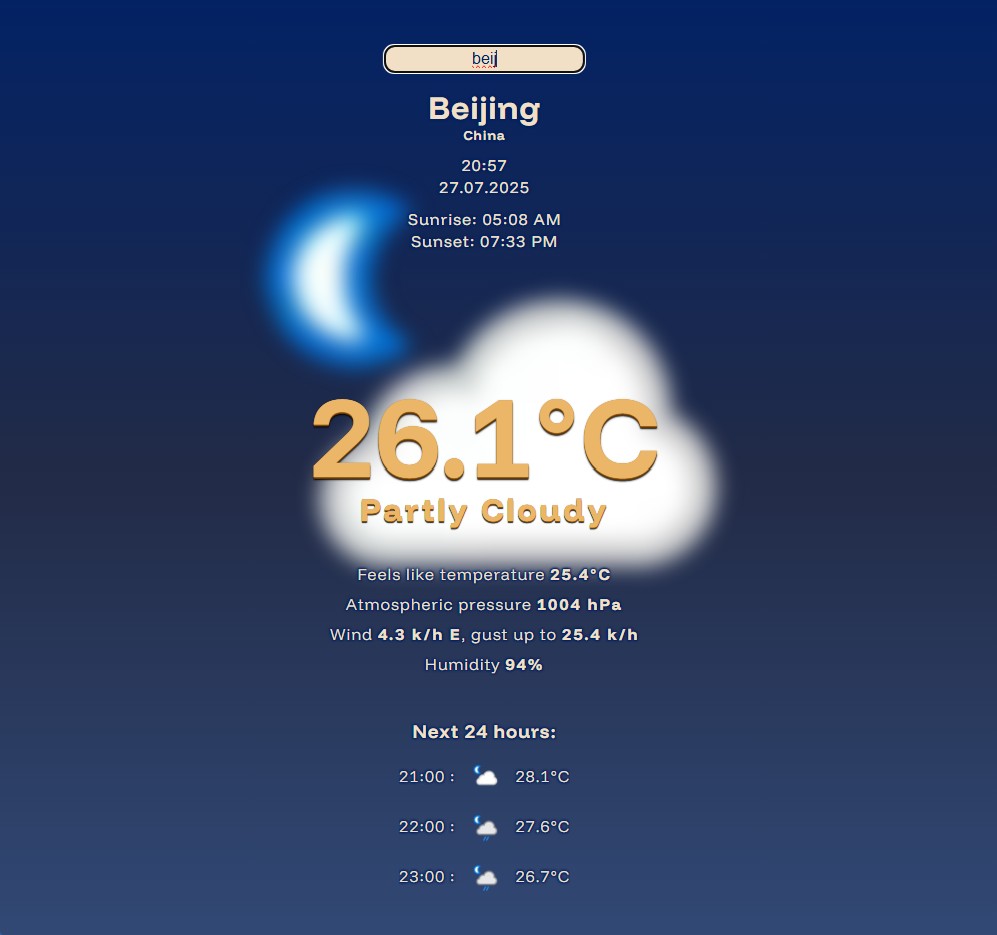 beij
Beijing
China
20:57
27.07.2025
Sunrise: 05:08 AM
Sunset: 07:33 PM
26.1°C
Partly Cloudy
Feels like temperature 25.4°C
Atmospheric pressure 1004 hPa
Wind 4.3 k/h E, gust up to 25.4 k/h
Humidity 94%
Next 24 hours:
21:00 : 28.1°C
22:00 : 27.6°C
23:00 : 26.7°C